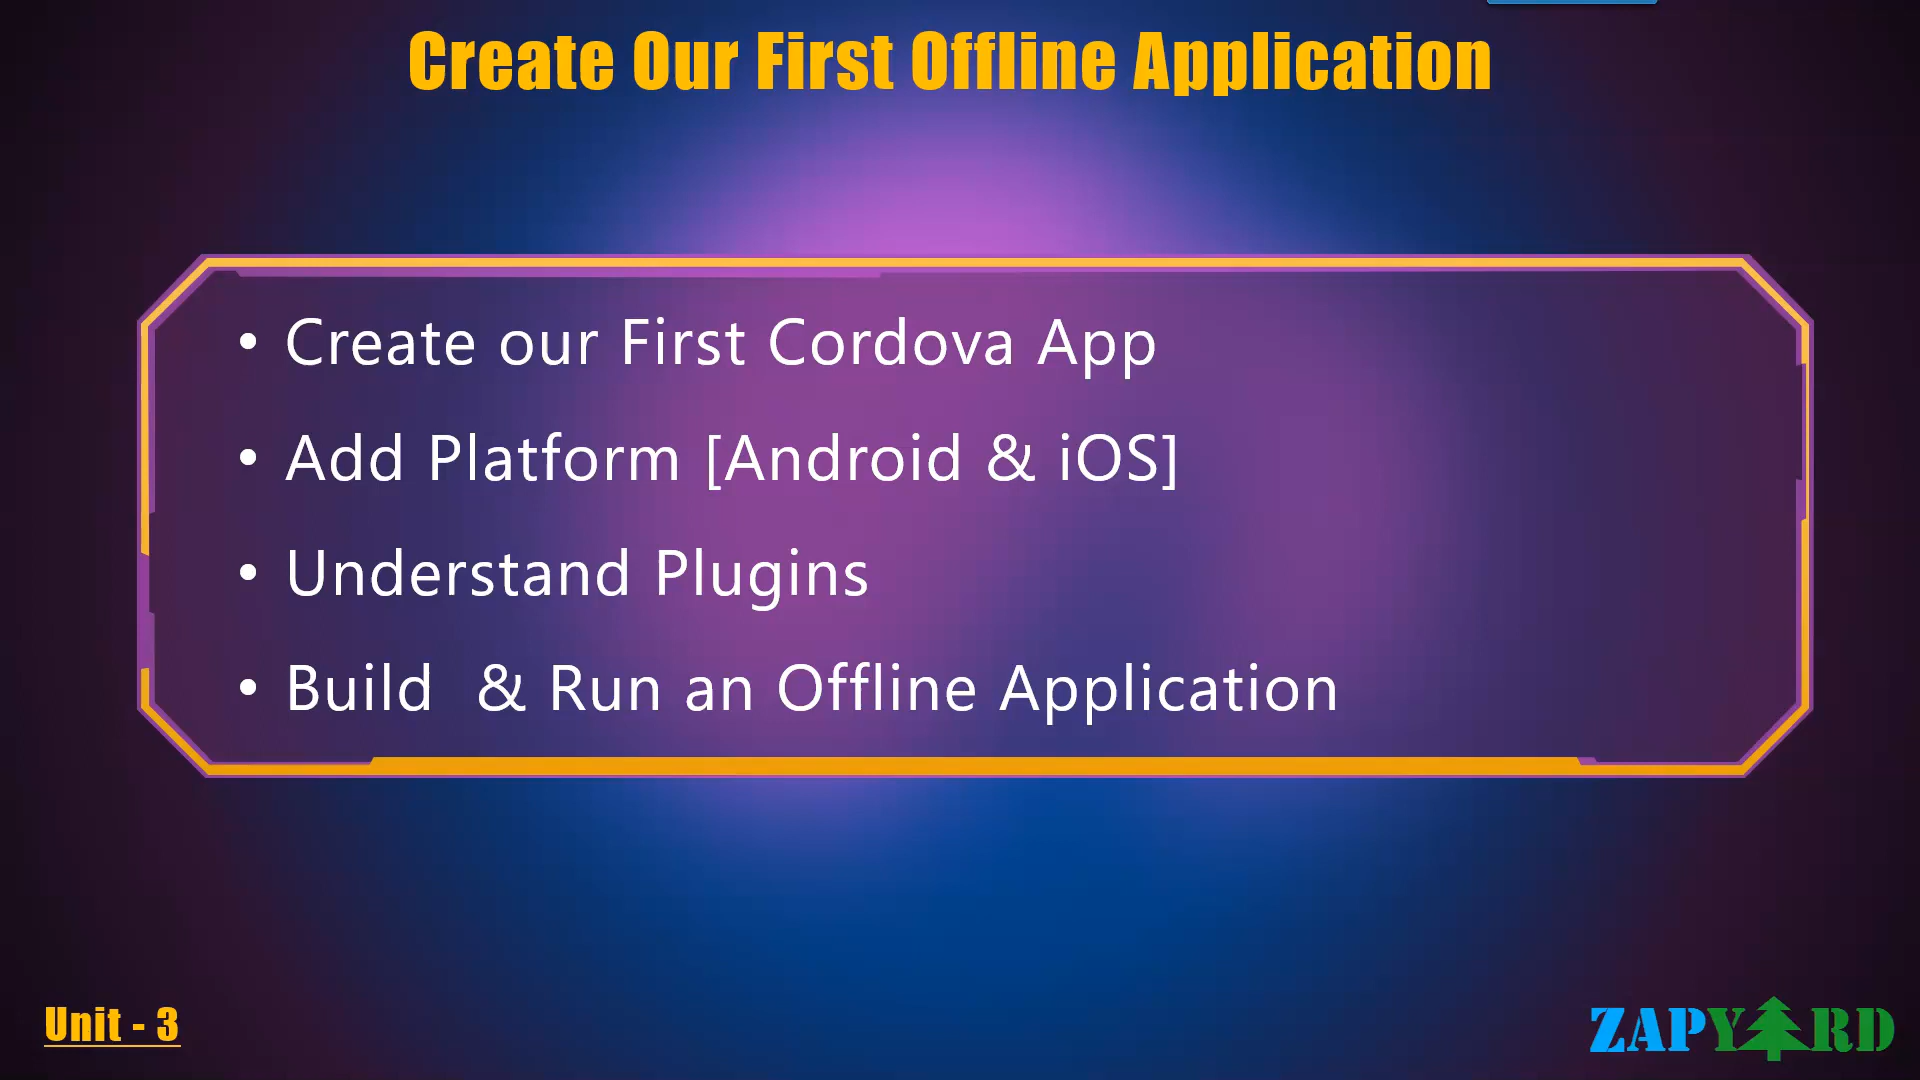 Create Our First Offline Application
• Create our First Cordova App
• Add Platform [Android & iOS]
• Understand Plugins
• Build  & Run an Offline Application
Unit - 3
ZAPYARD